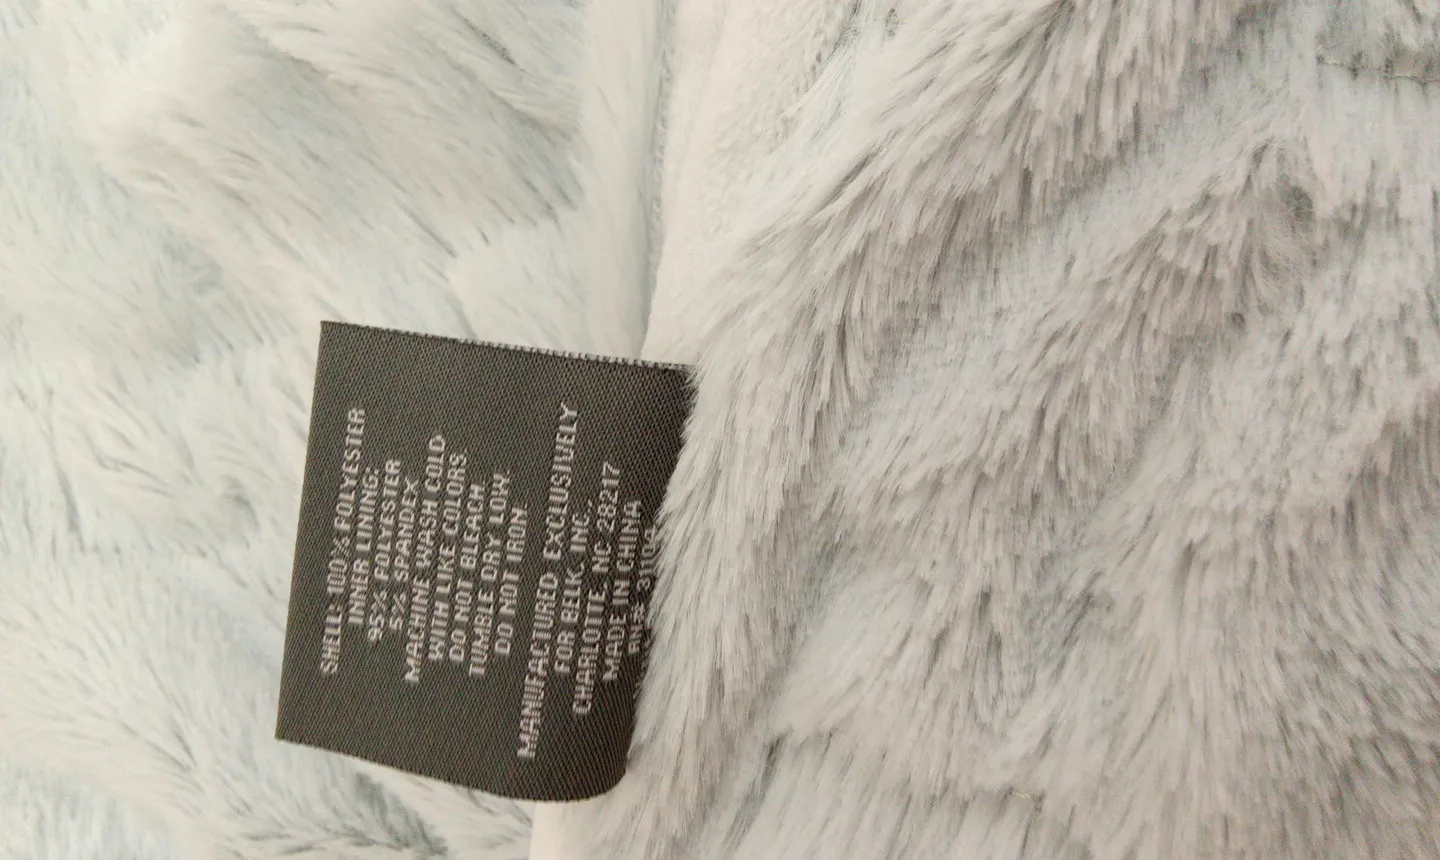 SHELL: 100% POLYESTER
INNER LINING:
95% POLYESTER
5% SPANDEX
MACHINE WASH COLD
WITH LIKE COLORS.
DO NOT BLEACH.
TUMBLE DRY LOW.
DO NOT IRON
MANUFACTURED EXCLUSIVELY
FOR BELK, INC.
CHARLOTTE, NC 28217
MADE IN CHINA